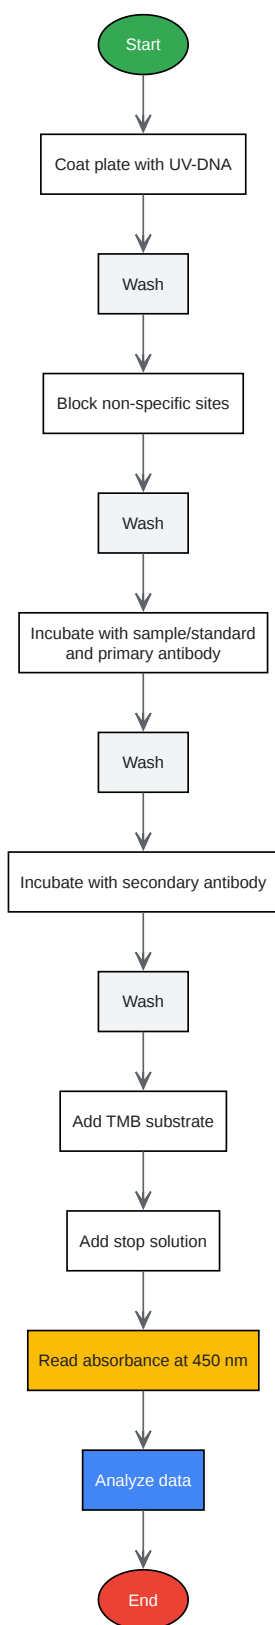 Start
Coat plate with UV-DNA
Wash
Block non-specific sites
Wash
Incubate with sample/standard
and primary antibody
Wash
Incubate with secondary antibody
Wash
Add TMB substrate
Add stop solution
Read absorbance at 450 nm
Analyze data
End